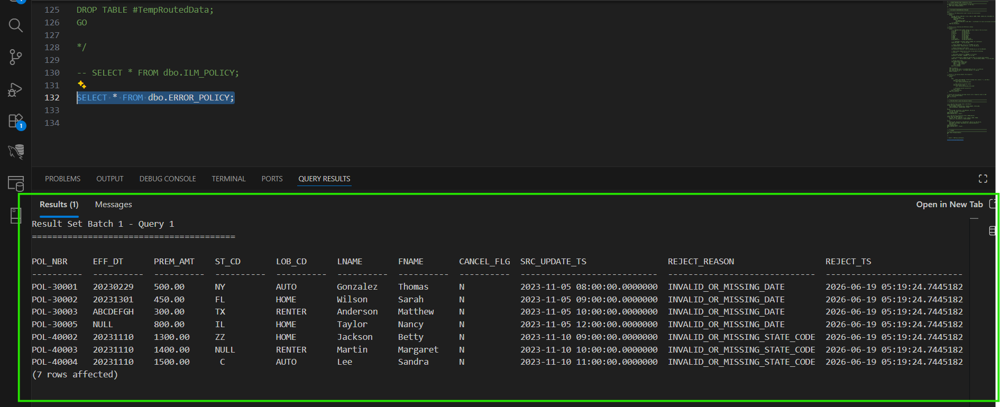 125 DROP TABLE #TempRoutedData;
126 GO
127
128 */
129
130 -- SELECT * FROM dbo.ILM_POLICY;
131
132 SELECT * FROM dbo.ERROR_POLICY;
133
134
1
PROBLEMS OUTPUT DEBUG CONSOLE TERMINAL PORTS QUERY RESULTS
Results (1) Messages Open in New Tab
Result Set Batch 1 - Query 1
========================================
POL_NBR EFF_DT PREM_AMT ST_CD LOB_CD LNAME FNAME CANCEL_FLG SRC_UPDATE_TS REJECT_REASON REJECT_TS
---------- ---------- ---------- ---------- ---------- ---------- ---------- ---------- --------------------------- ----------------------------- ---------------------------
POL-30001 20230229 500.00 NY AUTO Gonzalez Thomas N 2023-11-05 08:00:00.0000000 INVALID_OR_MISSING_DATE 2026-06-19 05:19:24.7445182
POL-30002 20231301 450.00 FL HOME Wilson Sarah N 2023-11-05 09:00:00.0000000 INVALID_OR_MISSING_DATE 2026-06-19 05:19:24.7445182
POL-30003 ABCDEFGH 300.00 TX RENTER Anderson Matthew N 2023-11-05 10:00:00.0000000 INVALID_OR_MISSING_DATE 2026-06-19 05:19:24.7445182
POL-30005 NULL 800.00 IL HOME Taylor Nancy N 2023-11-05 12:00:00.0000000 INVALID_OR_MISSING_DATE 2026-06-19 05:19:24.7445182
POL-40002 20231110 1300.00 ZZ HOME Jackson Betty N 2023-11-10 09:00:00.0000000 INVALID_OR_MISSING_STATE_CODE 2026-06-19 05:19:24.7445182
POL-40003 20231110 1400.00 NULL RENTER Martin Margaret N 2023-11-10 10:00:00.0000000 INVALID_OR_MISSING_STATE_CODE 2026-06-19 05:19:24.7445182
POL-40004 20231110 1500.00 C AUTO Lee Sandra N 2023-11-10 11:00:00.0000000 INVALID_OR_MISSING_STATE_CODE 2026-06-19 05:19:24.7445182
(7 rows affected)